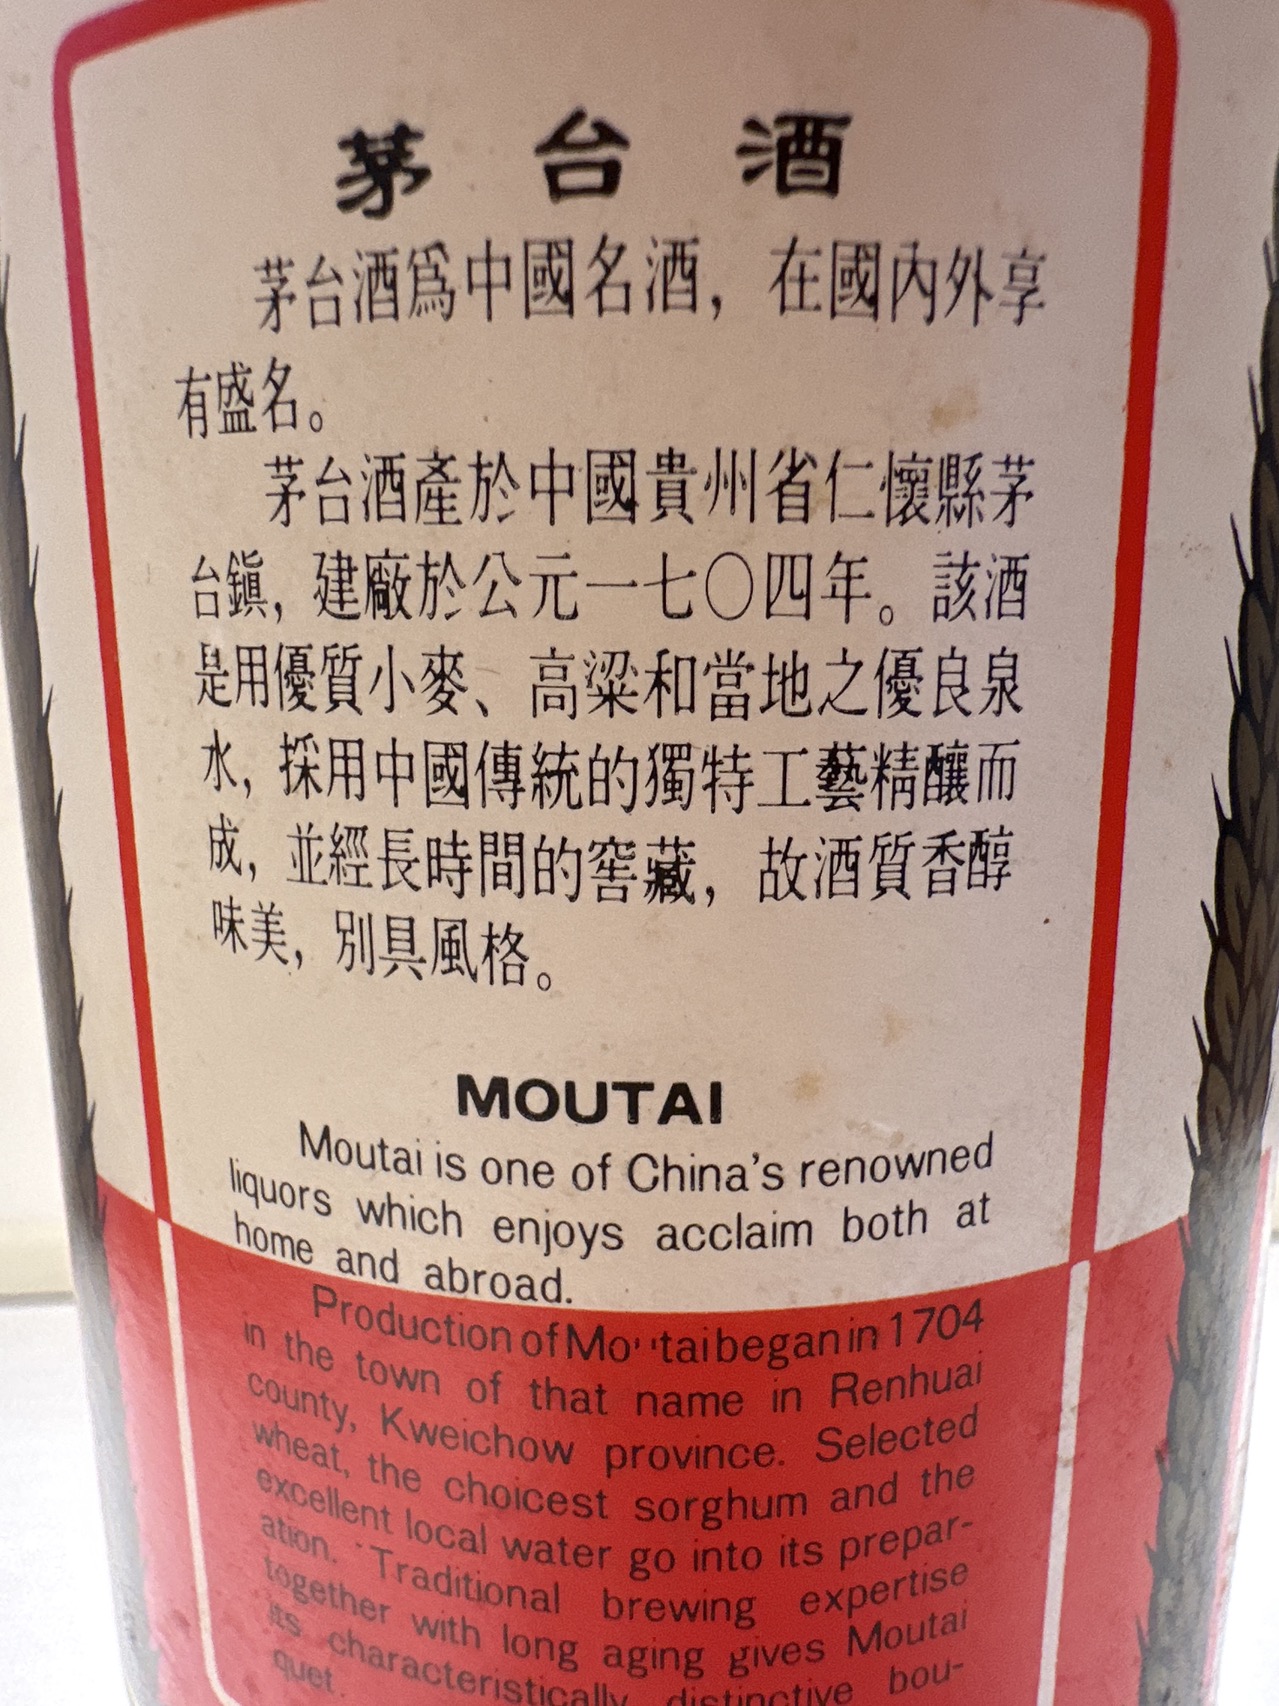 茅台酒
茅台酒爲中國名酒，在國內外享
有盛名。
茅台酒產於中國貴州省仁懷縣茅
台鎮，建廠於公元一七〇四年。該酒
是用優質小麥、高粱和當地之優良泉
水，採用中國傳統的獨特工藝精釀而
成，並經長時間的窖藏，故酒質香醇
味美，別具風格。
MOUTAI
Moutai is one of China's renowned
liquors which enjoys acclaim both at
home and abroad.
Production of Moutai began in 1704
in the town of that name in Renhuai
county, Kweichow province. Selected
wheat, the choicest sorghum and the
excellent local water go into its prepar-
ation. Traditional brewing expertise
together with long aging gives Moutai
its characteristically distinctive bou-
quet.